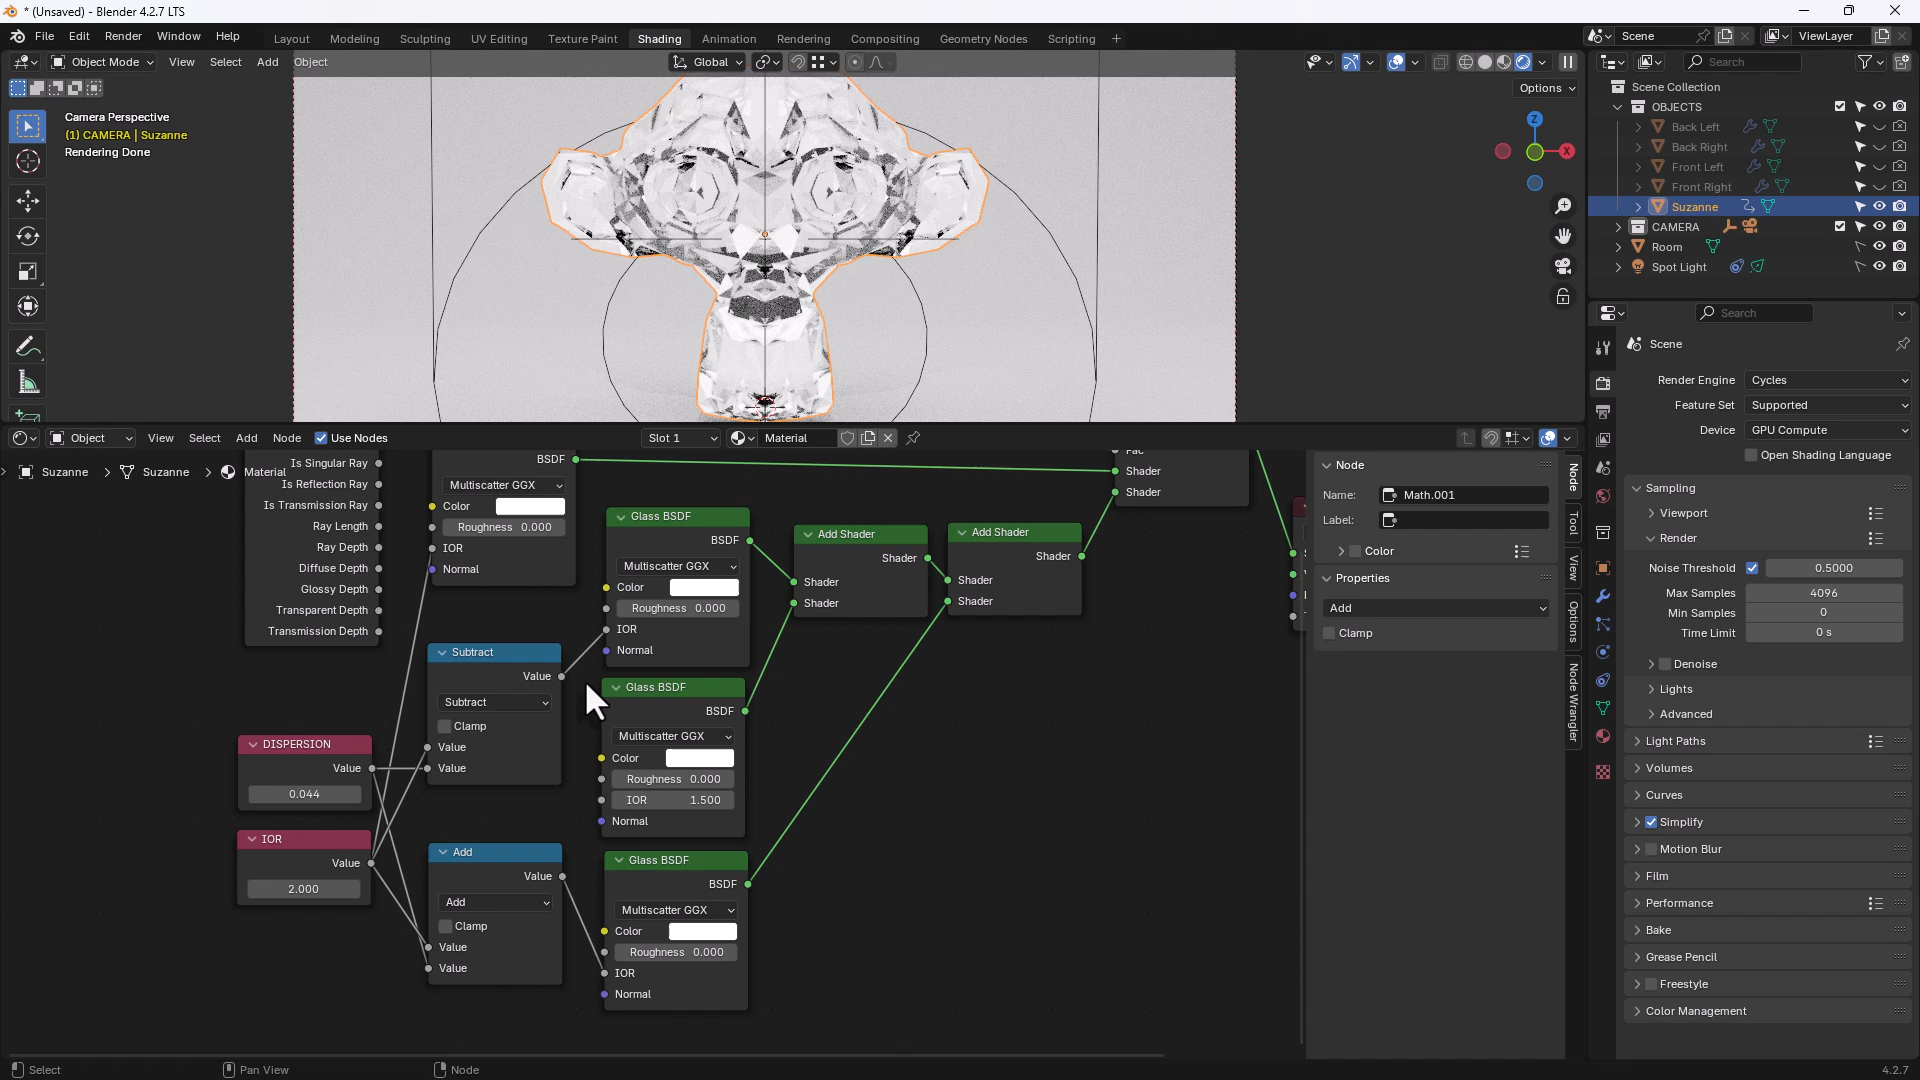 * (Unsaved) - Blender 4.2.7 LTS
File Edit Render Window Help
Layout Modeling Sculpting UV Editing Texture Paint Shading Animation Rendering Compositing Geometry Nodes Scripting +
Scene
ViewLayer
Object Mode View Select Add Object
Global
Search
Options
Camera Perspective
(1) CAMERA | Suzanne
Rendering Done
Z
X
Scene Collection
OBJECTS
Back Left
Back Right
Front Left
Front Right
Suzanne
CAMERA
Room
Spot Light
Search
Scene
Render Engine Cycles
Feature Set Supported
Device GPU Compute
Open Shading Language
Sampling
Viewport
Render
Noise Threshold 0.5000
Max Samples 4096
Min Samples 0
Time Limit 0 s
Denoise
Lights
Advanced
Light Paths
Volumes
Curves
Simplify
Motion Blur
Film
Performance
Bake
Grease Pencil
Freestyle
Color Management
Object View Select Add Node Use Nodes
Slot 1
Material
Suzanne
Suzanne
Material
Is Singular Ray
Is Reflection Ray
Is Transmission Ray
Ray Length
Ray Depth
Diffuse Depth
Glossy Depth
Transparent Depth
Transmission Depth
BSDF
Multiscatter GGX
Color
Roughness 0.000
IOR
Normal
Glass BSDF
BSDF
Multiscatter GGX
Color
Roughness 0.000
IOR
Normal
Add Shader
Shader
Shader
Shader
Add Shader
Shader
Shader
Shader
Fac
Shader
Shader
Subtract
Value
Subtract
Clamp
Value
Value
Glass BSDF
BSDF
Multiscatter GGX
Color
Roughness 0.000
IOR 1.500
Normal
DISPERSION
Value
0.044
IOR
Value
2.000
Add
Value
Add
Clamp
Value
Value
Glass BSDF
BSDF
Multiscatter GGX
Color
Roughness 0.000
IOR
Normal
Node
Name: Math.001
Label:
Color
Properties
Add
Clamp
Node
Tool
View
Options
Node Wrangler
Select
Pan View
Node
4.2.7